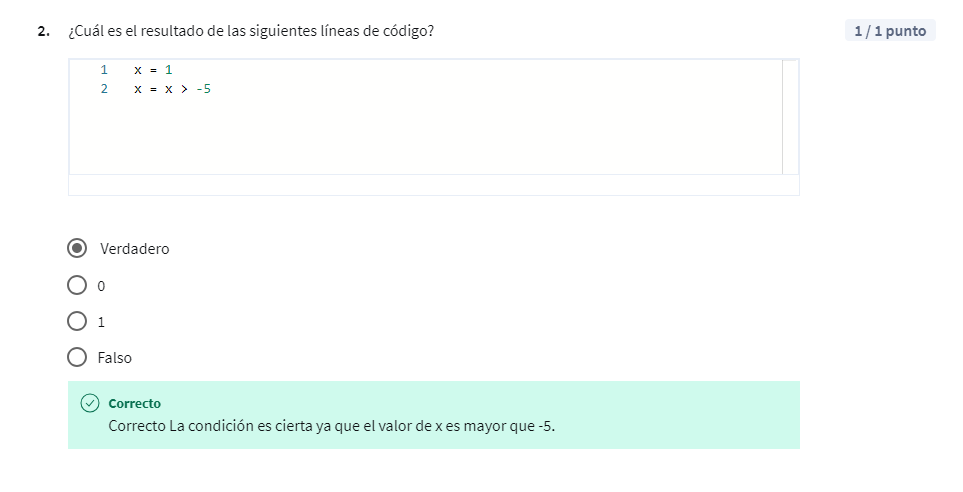 2. ¿Cuál es el resultado de las siguientes líneas de código?
1 / 1 punto
1 x = 1
2 x = x > -5
Verdadero
0
1
Falso
Correcto
Correcto La condición es cierta ya que el valor de x es mayor que -5.